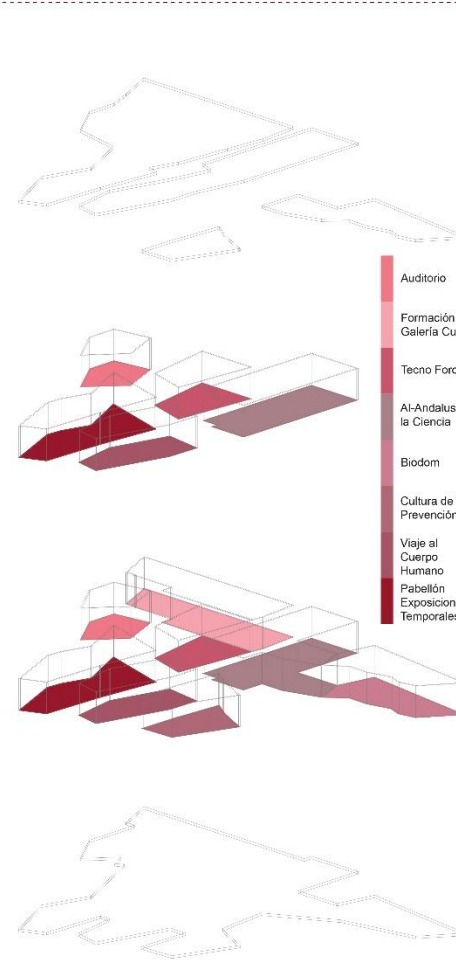 Auditorio
Formación
Galería Cu
Tecno Foro
Al-Andalus
la Ciencia
Biodom
Cultura de
Prevención
Viaje al
Cuerpo
Humano
Pabellón
Exposicion
Temporales